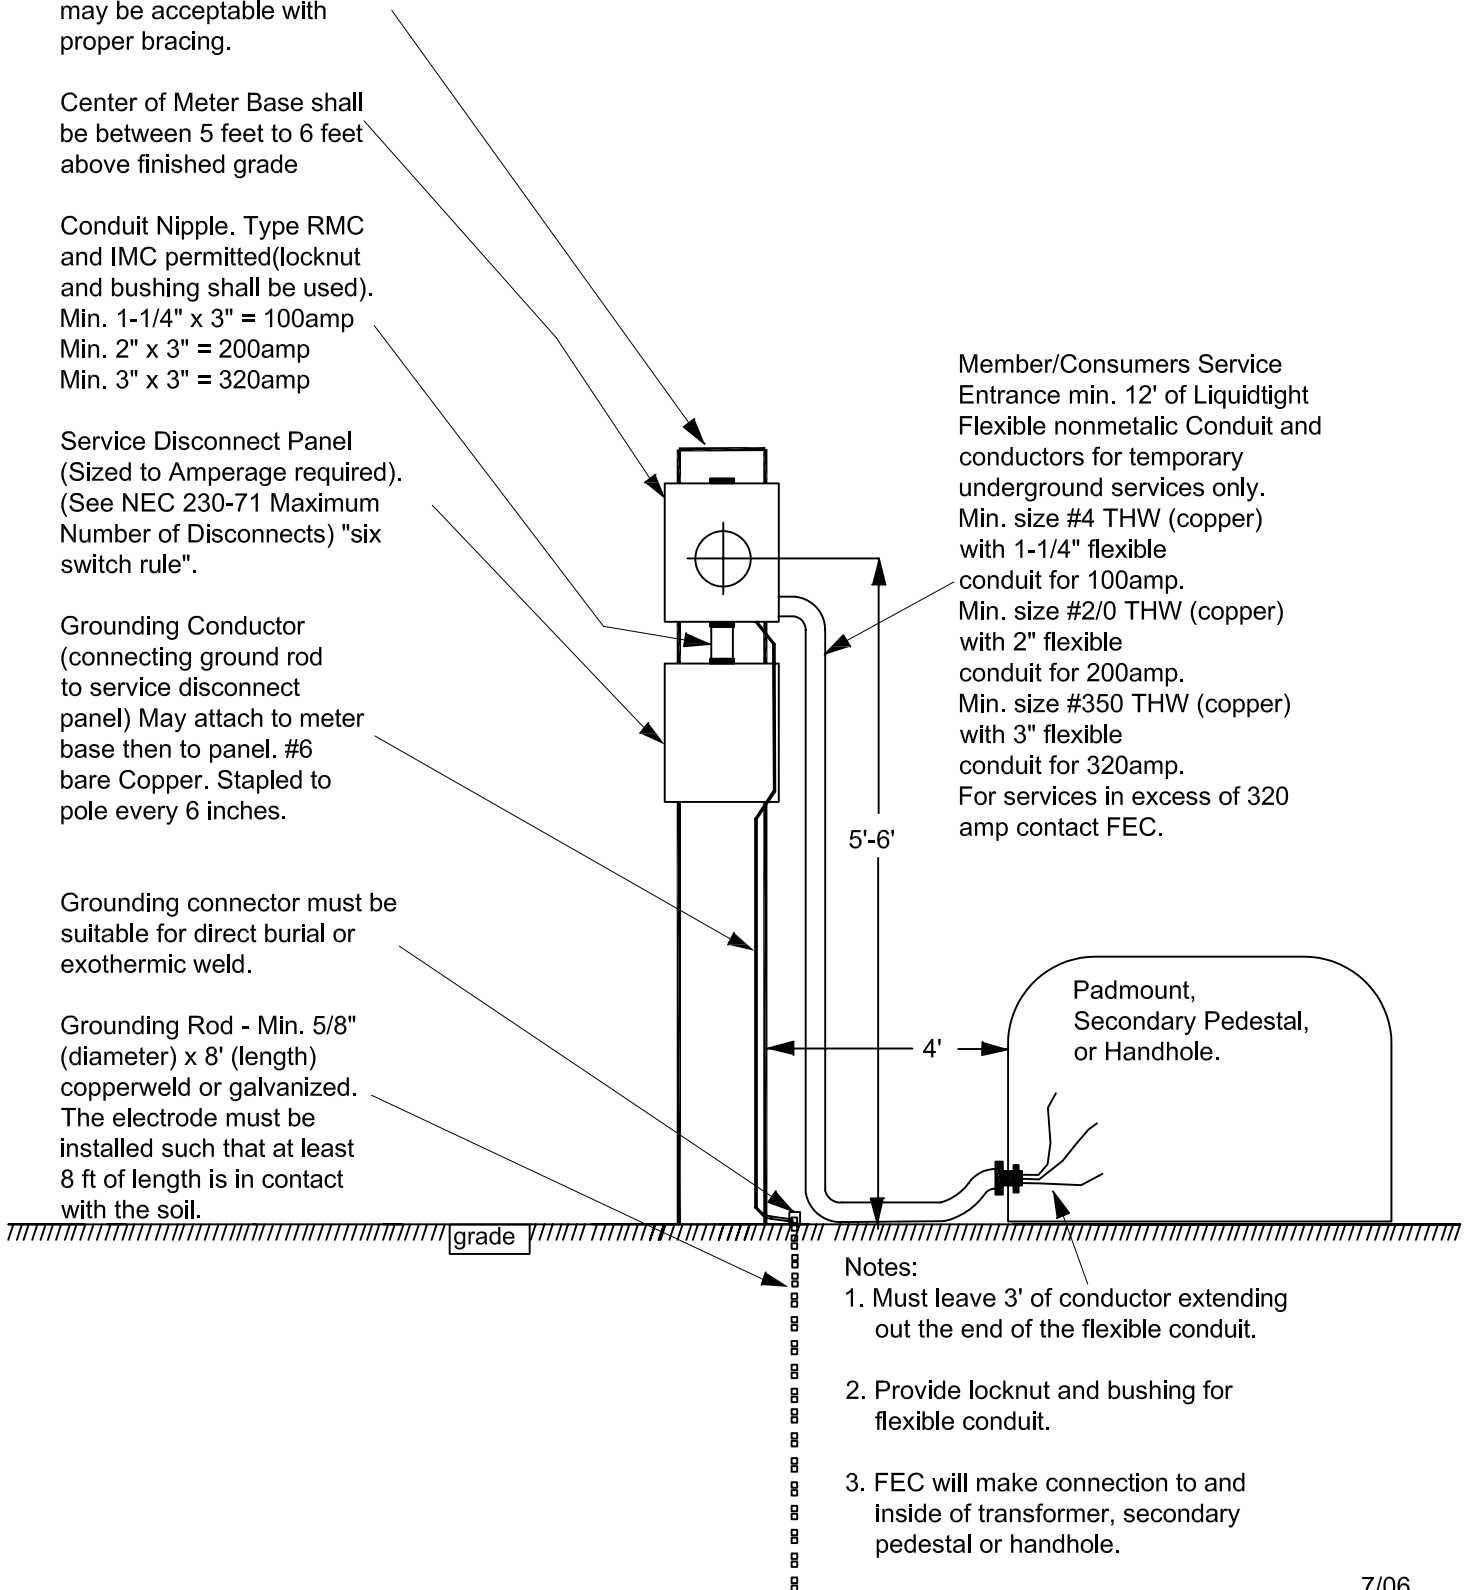 may be acceptable with
proper bracing.
Center of Meter Base shall
be between 5 feet to 6 feet
above finished grade
Conduit Nipple. Type RMC
and IMC permitted(locknut
and bushing shall be used).
Min. 1-1/4" x 3" = 100amp
Min. 2" x 3" = 200amp
Min. 3" x 3" = 320amp
Service Disconnect Panel
(Sized to Amperage required).
(See NEC 230-71 Maximum
Number of Disconnects) "six
switch rule".
Grounding Conductor
(connecting ground rod
to service disconnect
panel) May attach to meter
base then to panel. #6
bare Copper. Stapled to
pole every 6 inches.
Grounding connector must be
suitable for direct burial or
exothermic weld.
Grounding Rod - Min. 5/8"
(diameter) x 8' (length)
copperweld or galvanized.
The electrode must be
installed such that at least
8 ft of length is in contact
with the soil.
grade
Member/Consumers Service
Entrance min. 12' of Liquidtight
Flexible nonmetalic Conduit and
conductors for temporary
underground services only.
Min. size #4 THW (copper)
with 1-1/4" flexible
conduit for 100amp.
Min. size #2/0 THW (copper)
with 2" flexible
conduit for 200amp.
Min. size #350 THW (copper)
with 3" flexible
conduit for 320amp.
For services in excess of 320
amp contact FEC.
5'-6'
4'
Padmount,
Secondary Pedestal,
or Handhole.
Notes:
1. Must leave 3' of conductor extending
out the end of the flexible conduit.
2. Provide locknut and bushing for
flexible conduit.
3. FEC will make connection to and
inside of transformer, secondary
pedestal or handhole.
7/06